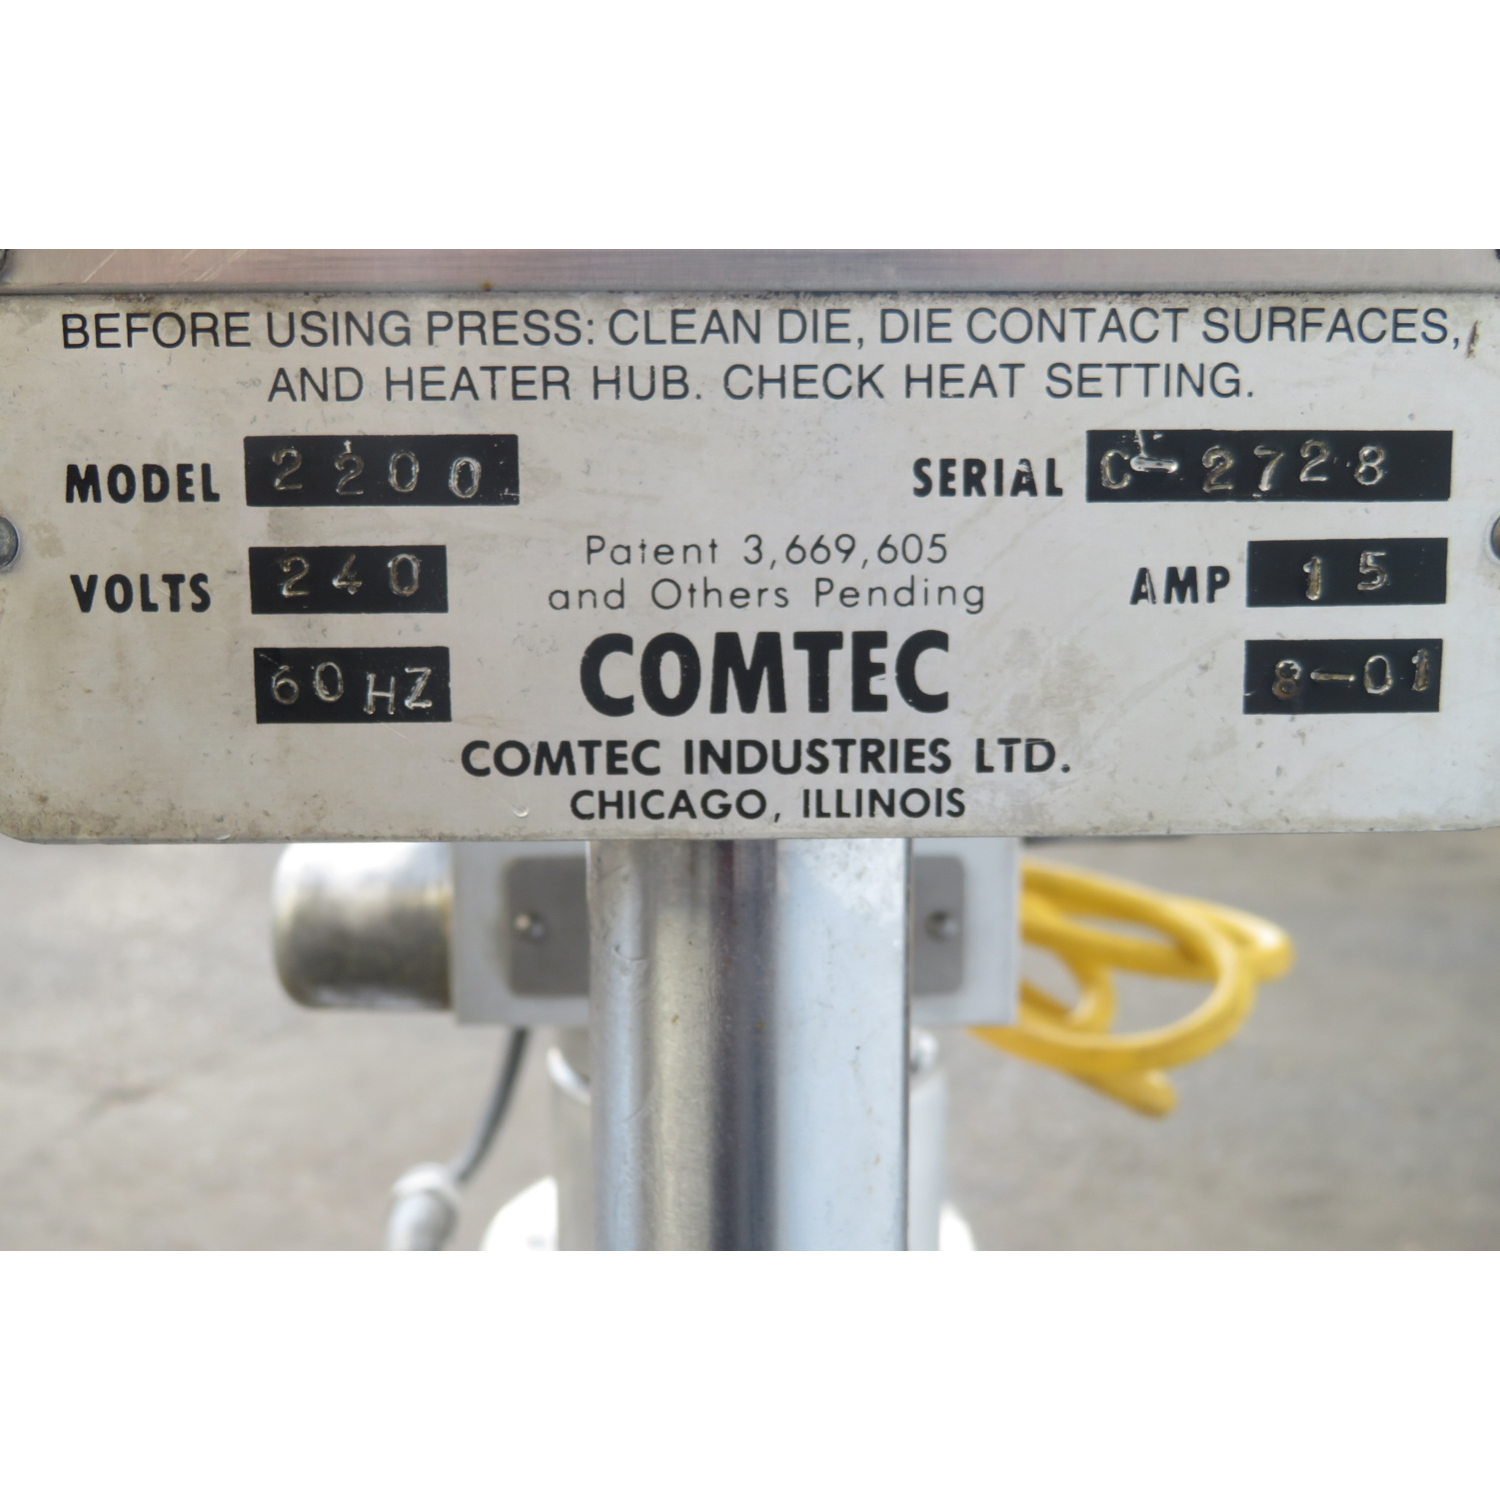 BEFORE USING PRESS: CLEAN DIE, DIE CONTACT SURFACES,
AND HEATER HUB. CHECK HEAT SETTING.
MODEL 2200 SERIAL C-2728
Patent 3,669,605
and Others Pending
VOLTS 240 AMP 15
60HZ 8-01
COMTEC
COMTEC INDUSTRIES LTD.
CHICAGO, ILLINOIS